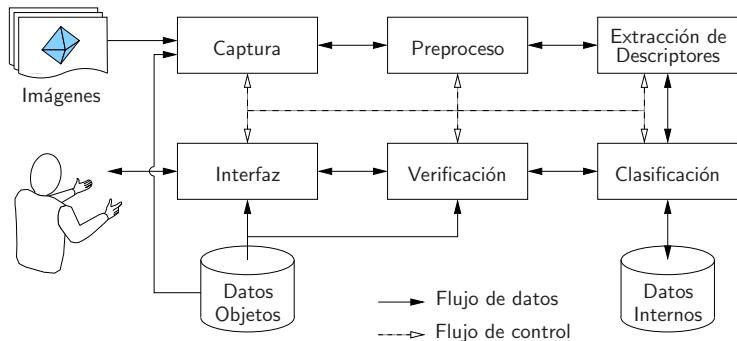 Captura
Preproceso
Extracción de
Descriptores
Imágenes
Interfaz
Verificación
Clasificación
Datos
Objetos
Datos
Internos
Flujo de datos
Flujo de control